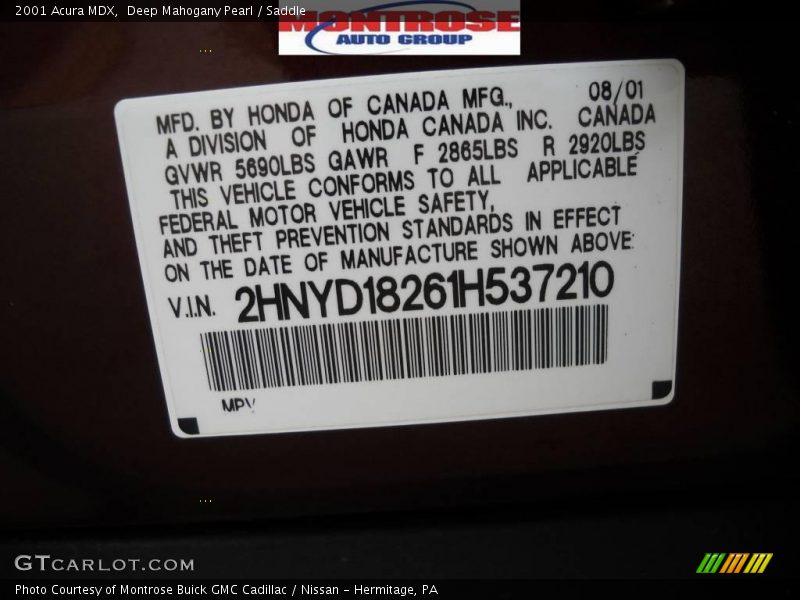 2001 Acura MDX, Deep Mahogany Pearl / Saddle
MONTROSE
AUTO GROUP
MFD. BY HONDA OF CANADA MFG., 08/01
A DIVISION OF HONDA CANADA INC. CANADA
GVWR 5690LBS GAWR F 2865LBS R 2920LBS
THIS VEHICLE CONFORMS TO ALL APPLICABLE
FEDERAL MOTOR VEHICLE SAFETY,
AND THEFT PREVENTION STANDARDS IN EFFECT
ON THE DATE OF MANUFACTURE SHOWN ABOVE:
V.I.N. 2HNYD18261H537210
MPV
GTCARLOT.COM
Photo Courtesy of Montrose Buick GMC Cadillac / Nissan - Hermitage, PA